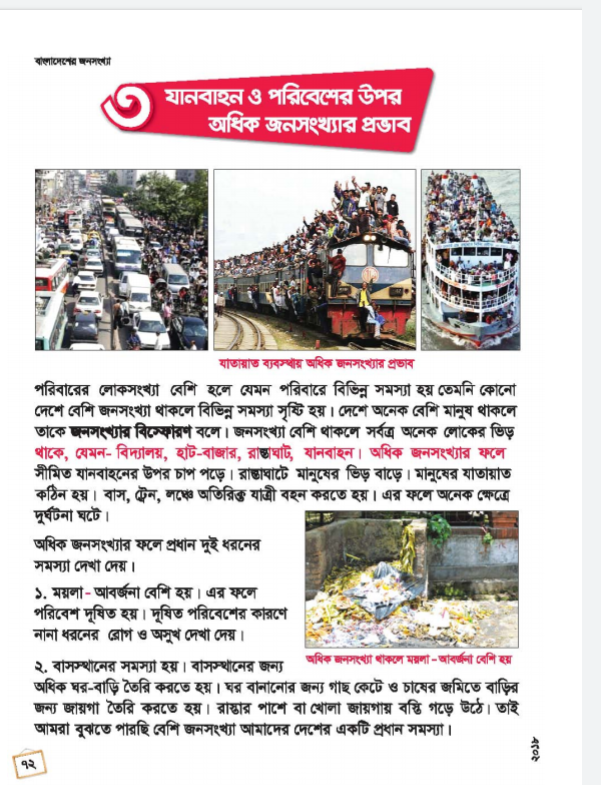 বাংলাদেশের জনসংখ্যা
৩
যানবাহন ও পরিবেশের উপর
অধিক জনসংখ্যার প্রভাব
যাতায়াত ব্যবস্থায় অধিক জনসংখ্যার প্রভাব
পরিবারের লোকসংখ্যা বেশি হলে যেমন পরিবারে বিভিন্ন সমস্যা হয় তেমনি কোনো
দেশে বেশি জনসংখ্যা থাকলে বিভিন্ন সমস্যা সৃষ্টি হয়। দেশে অনেক বেশি মানুষ থাকলে
তাকে জনসংখ্যার বিস্ফোরণ বলে। জনসংখ্যা বেশি থাকলে সর্বত্র অনেক লোকের ভিড়
থাকে, যেমন- বিদ্যালয়, হাট-বাজার, রাস্তাঘাট, যানবাহন। অধিক জনসংখ্যার ফলে
সীমিত যানবাহনের উপর চাপ পড়ে। রাস্তাঘাটে মানুষের ভিড় বাড়ে। মানুষের যাতায়াত
কঠিন হয়। বাস, ট্রেন, লঞ্চে অতিরিক্ত যাত্রী বহন করতে হয়। এর ফলে অনেক ক্ষেত্রে
দুর্ঘটনা ঘটে।
অধিক জনসংখ্যার ফলে প্রধান দুই ধরনের
সমস্যা দেখা দেয়।
১. ময়লা-আবর্জনা বেশি হয়। এর ফলে
পরিবেশ দূষিত হয়। দূষিত পরিবেশের কারণে
নানা ধরনের রোগ ও অসুখ দেখা দেয়।
অধিক জনসংখ্যা থাকলে ময়লা-আবর্জনা বেশি হয়
২. বাসস্থানের সমস্যা হয়। বাসস্থানের জন্য
অধিক ঘর-বাড়ি তৈরি করতে হয়। ঘর বানানোর জন্য গাছ কেটে ও চাষের জমিতে বাড়ির
জন্য জায়গা তৈরি করতে হয়। রাস্তার পাশে বা খোলা জায়গায় বস্তি গড়ে উঠে। তাই
আমরা বুঝতে পারছি বেশি জনসংখ্যা আমাদের দেশের একটি প্রধান সমস্যা।
৭২
২০১৮